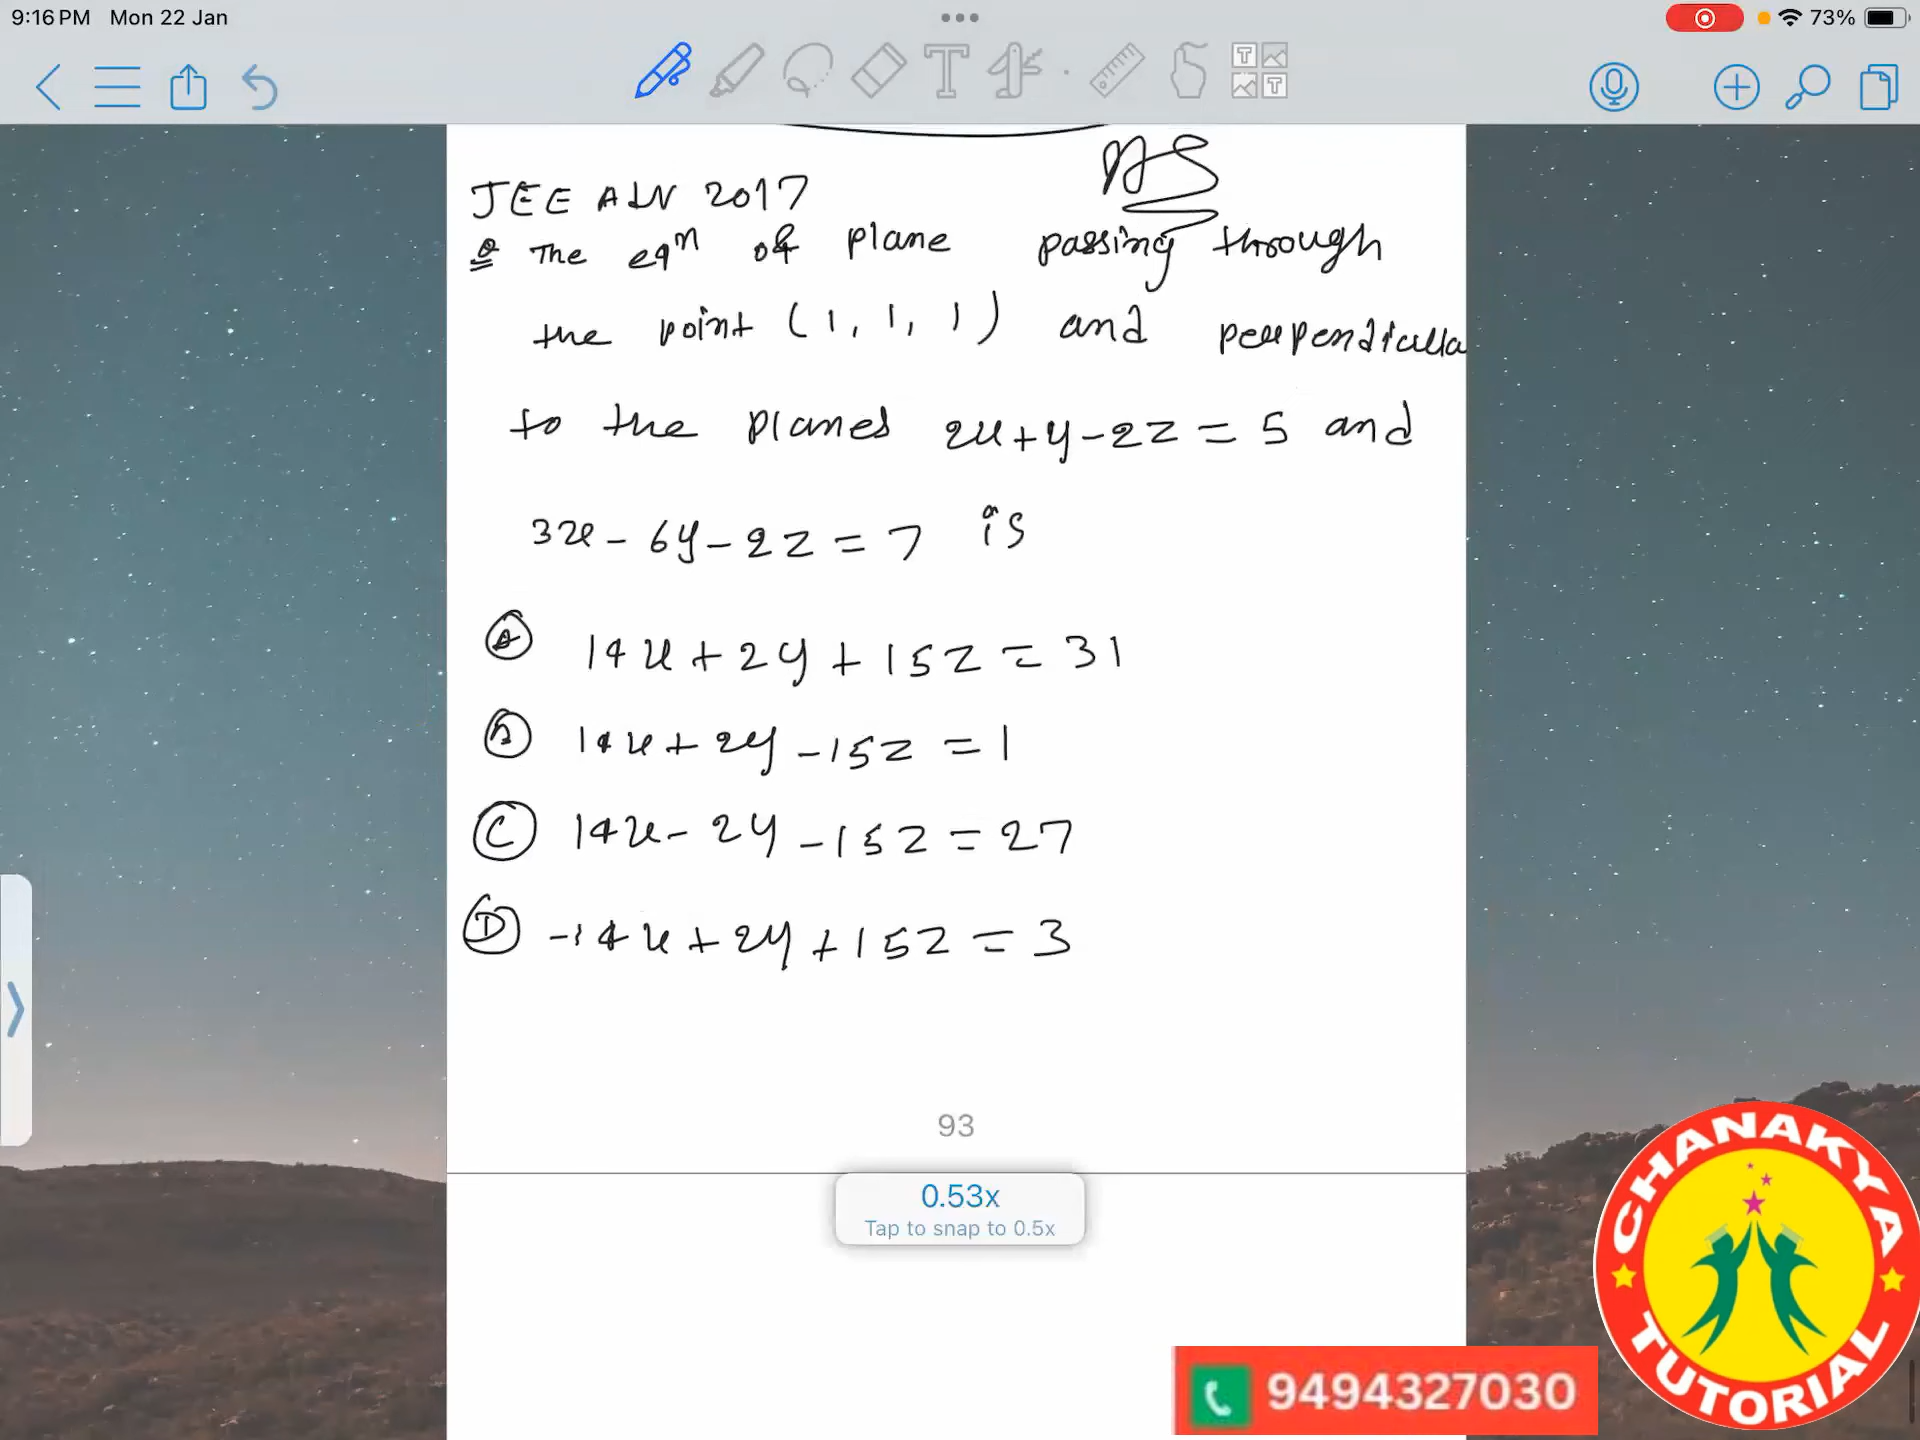 9:16 PM Mon 22 Jan
73%
JEE ADV 2017
Q The eqn of plane passing through
the point (1, 1, 1) and perpendicula
to the planes 2x+y-2z = 5 and
3x - 6y - 2z = 7 is
(A) 14x + 2y + 15z = 31
(B) 14x + 2y - 15z = 1
(C) 14x - 2y - 15z = 27
(D) -14x + 2y + 15z = 3
93
0.53x
Tap to snap to 0.5x
CHANAKYA
TUTORIAL
9494327030